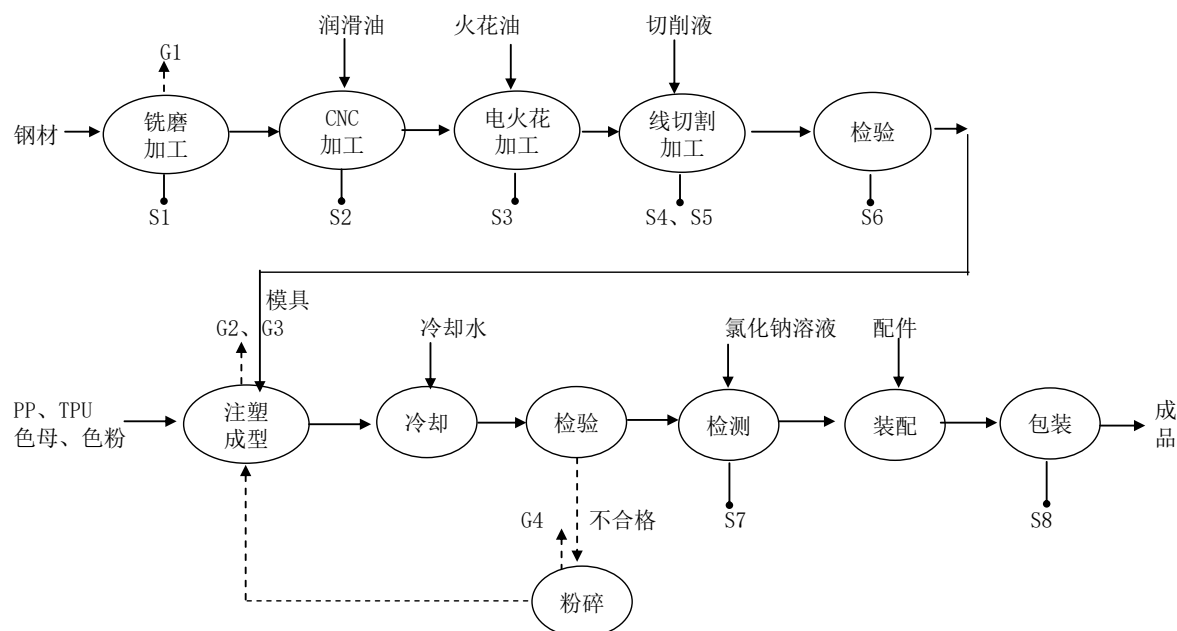 润滑油
火花油
切削液
G1
钢材
铣磨
加工
CNC
加工
电火花
加工
线切割
加工
检验
S1
S2
S3
S4、S5
S6
模具
G2、G3
冷却水
氯化钠溶液
配件
PP、TPU
色母、色粉
注塑
成型
冷却
检验
检测
装配
包装
成
品
G4
不合格
S7
S8
粉碎